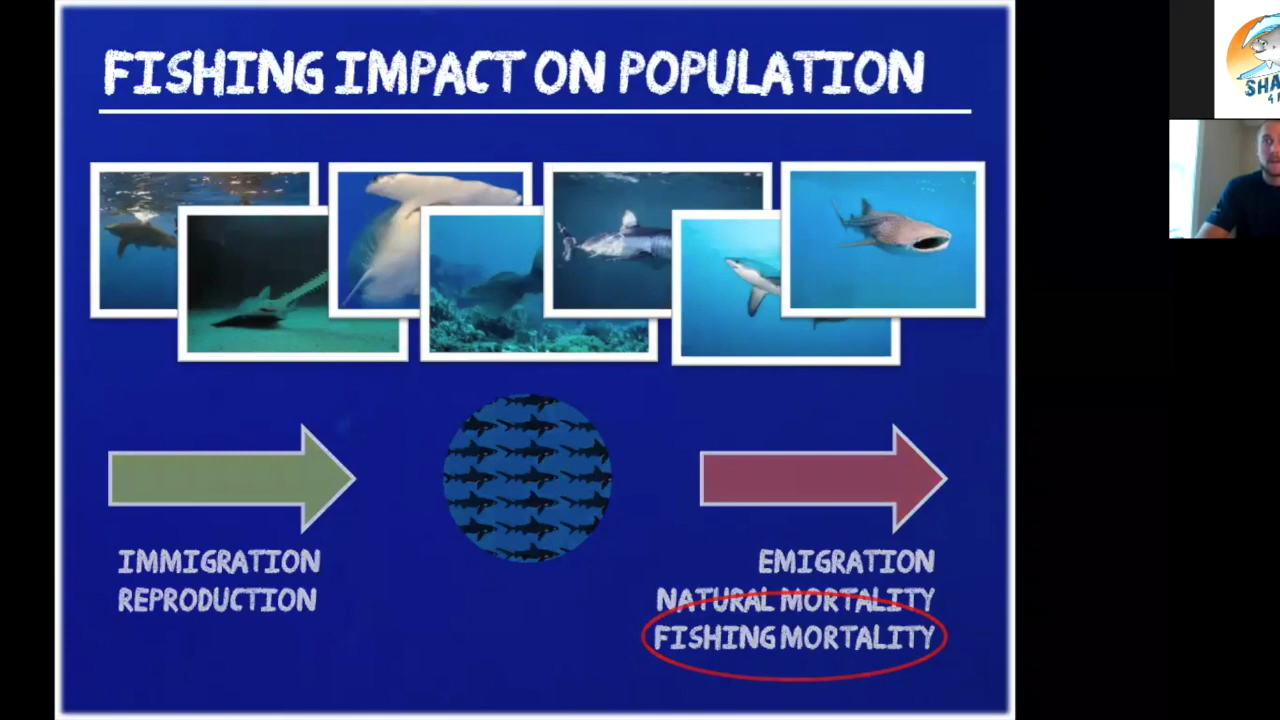 FISHING IMPACT ON POPULATION
IMMIGRATION
REPRODUCTION
EMIGRATION
NATURAL MORTALITY
FISHING MORTALITY